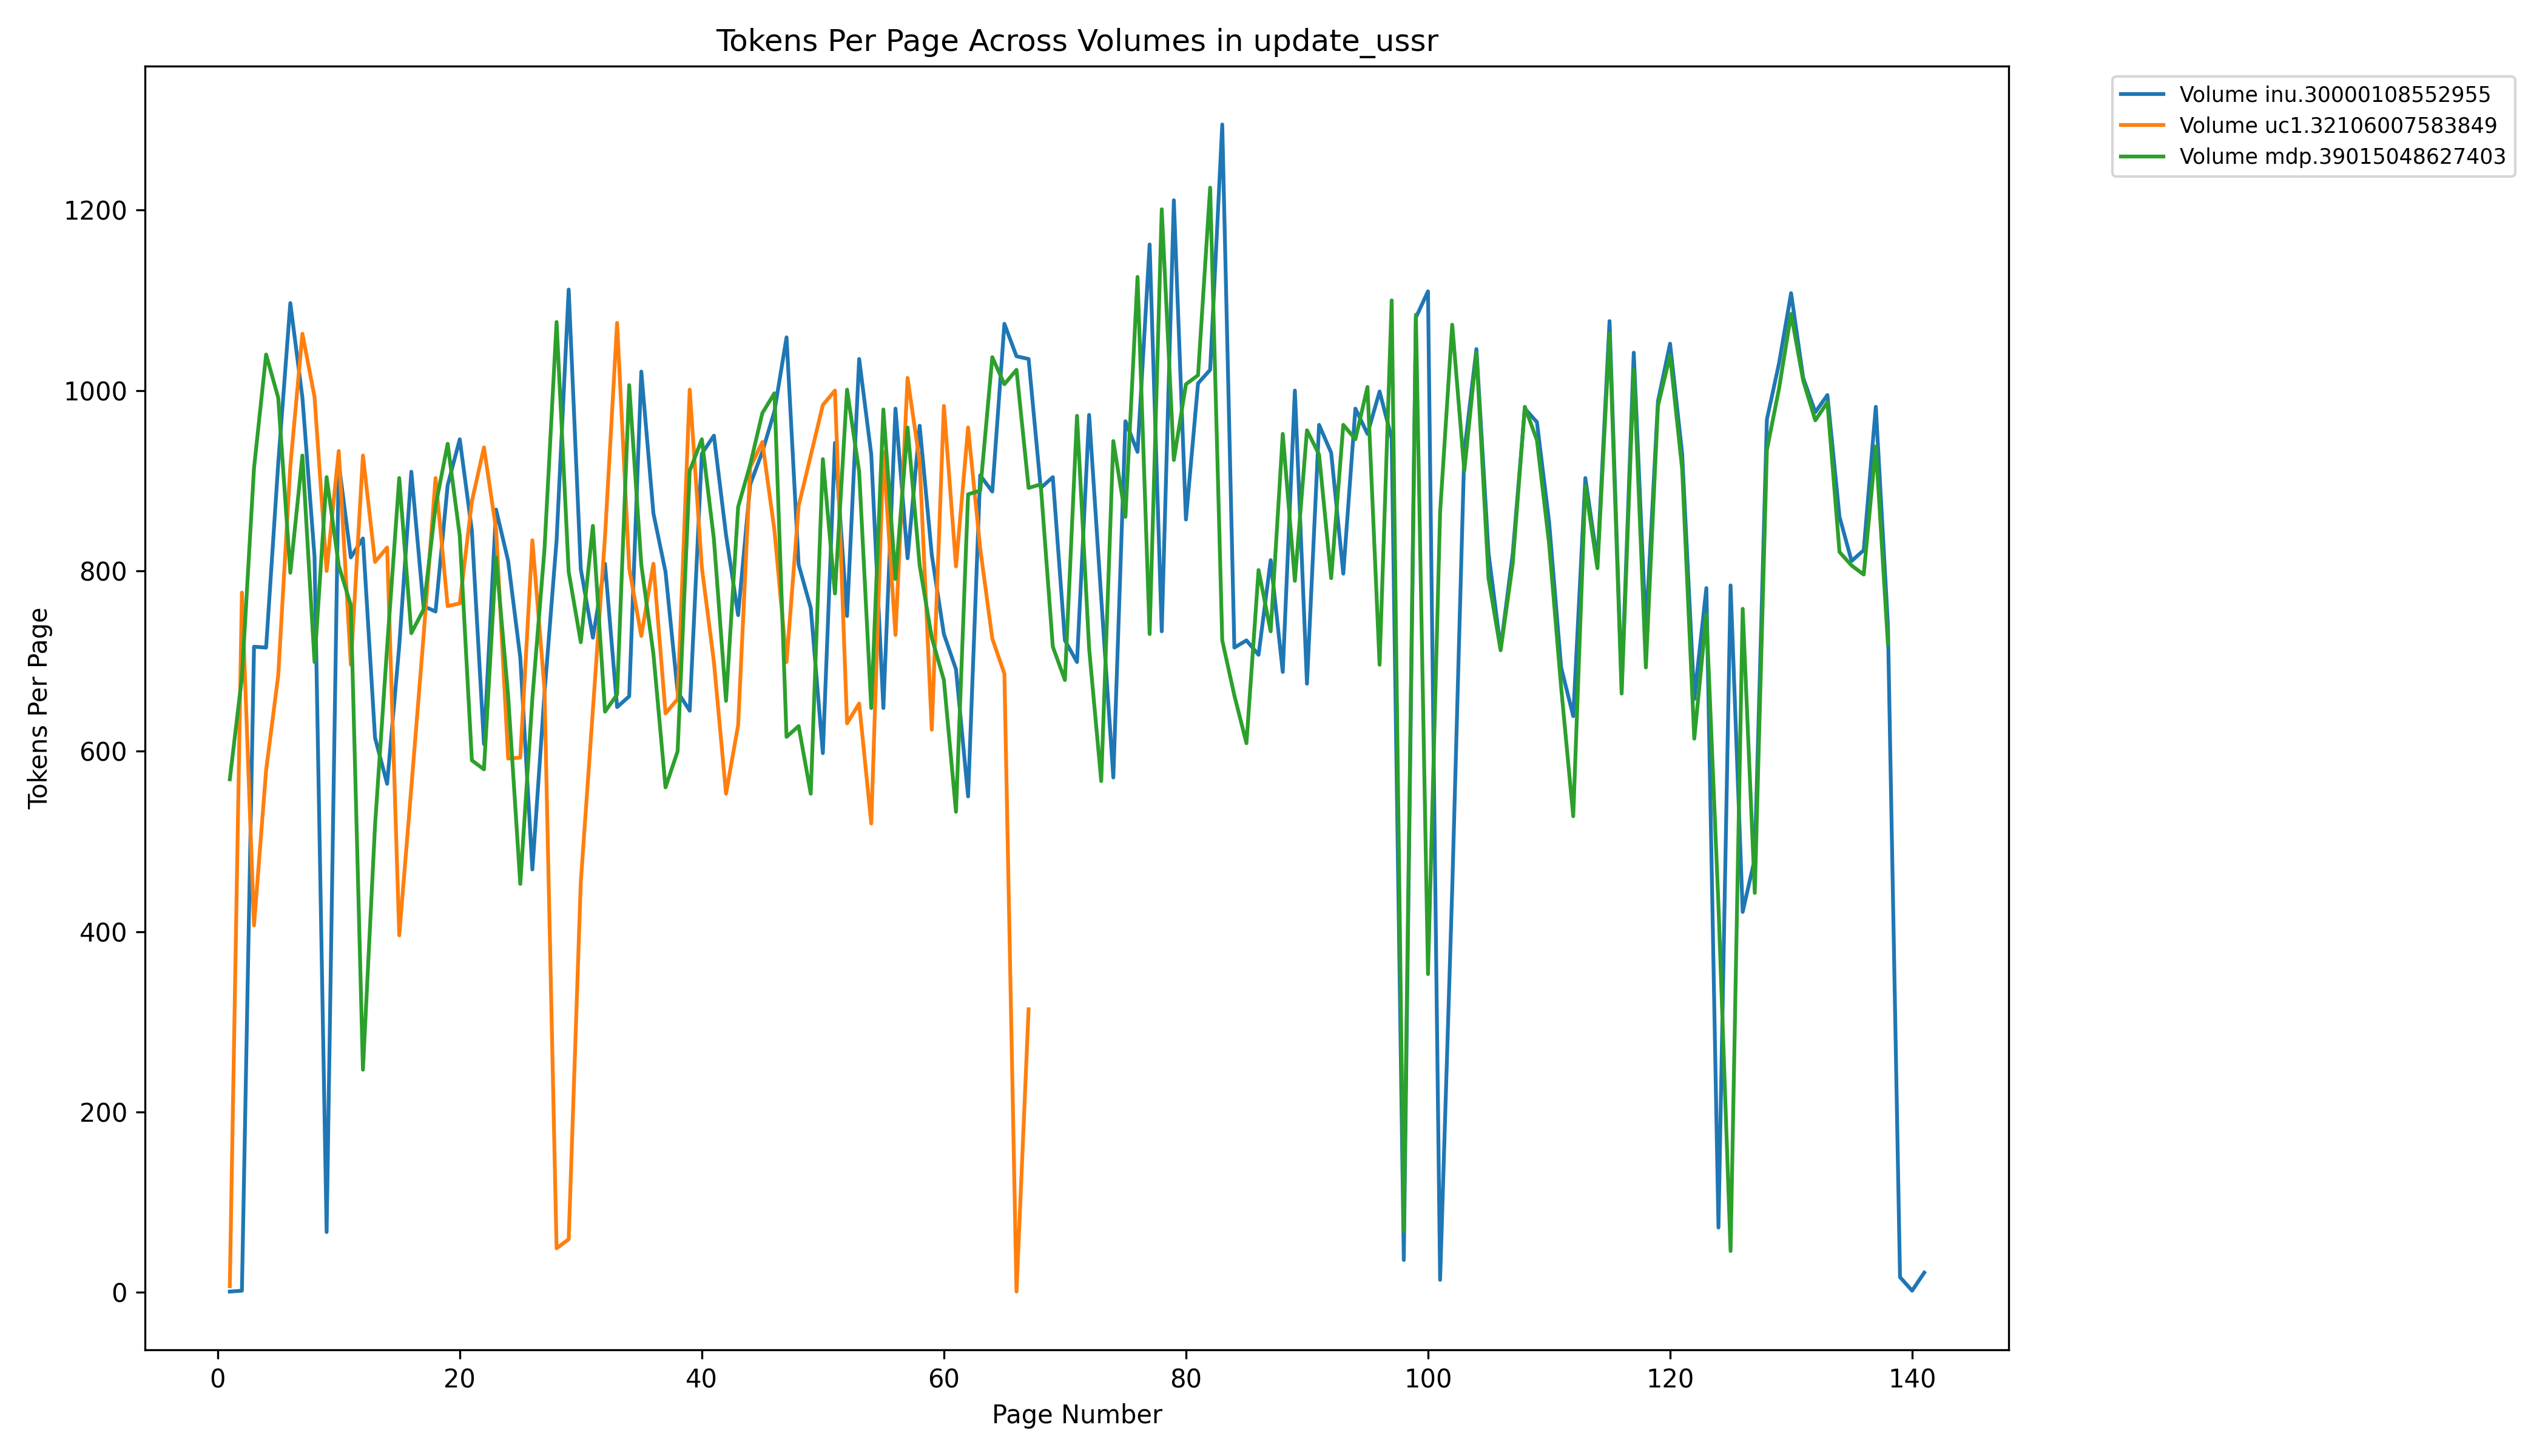 Tokens Per Page Across Volumes in update_ussr
Volume inu.30000108552955
Volume uc1.32106007583849
Volume mdp.39015048627403
Tokens Per Page
1200
1000
800
600
400
200
0
0 20 40 60 80 100 120 140
Page Number